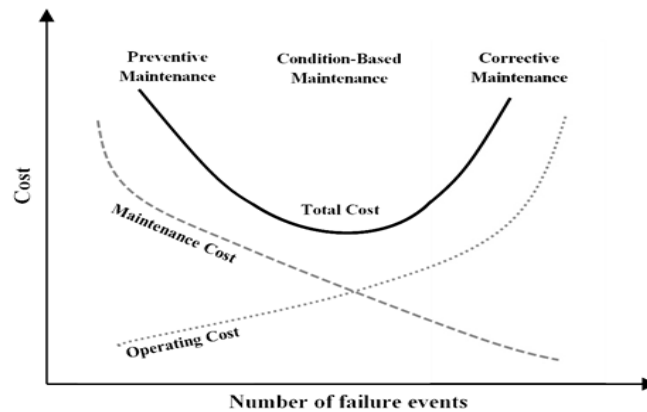 Preventive
Maintenance
Condition-Based
Maintenance
Corrective
Maintenance
Cost
Total Cost
Maintenance Cost
Operating Cost
Number of failure events